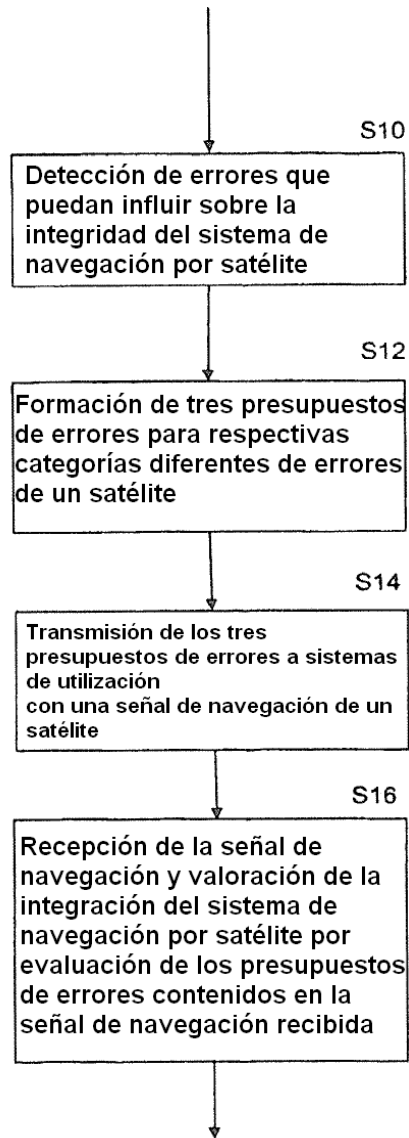 S10
Detección de errores que
puedan influir sobre la
integridad del sistema de
navegación por satélite
S12
Formación de tres presupuestos
de errores para respectivas
categorías diferentes de errores
de un satélite
S14
Transmisión de los tres
presupuestos de errores a sistemas
de utilización
con una señal de navegación de un
satélite
S16
Recepción de la señal de
navegación y valoración de la
integración del sistema de
navegación por satélite por
evaluación de los presupuestos
de errores contenidos en la
señal de navegación recibida